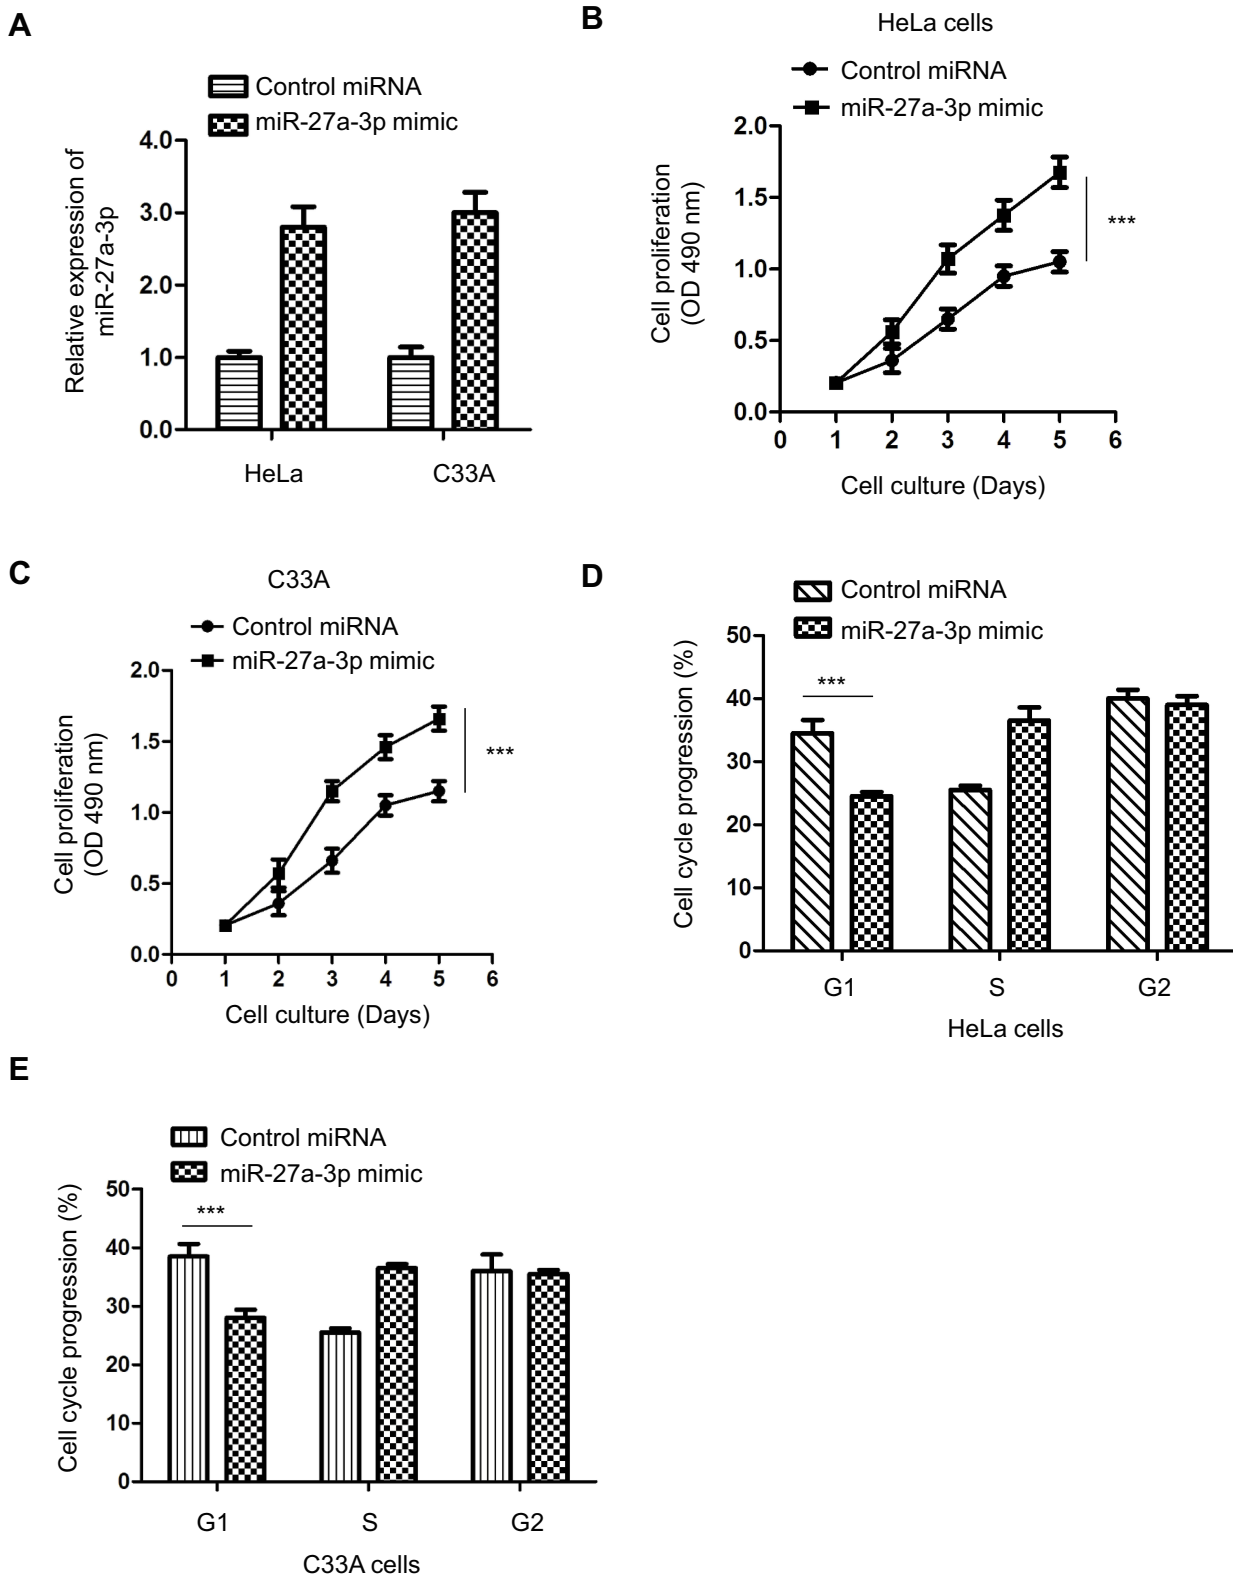 A
Control miRNA
miR-27a-3p mimic
Relative expression of
miR-27a-3p
4.0
3.0
2.0
1.0
0.0
HeLa
C33A
B
HeLa cells
Control miRNA
miR-27a-3p mimic
Cell proliferation
(OD 490 nm)
2.0
1.5
1.0
0.5
0.0
***
0 1 2 3 4 5 6
Cell culture (Days)
C
C33A
Control miRNA
miR-27a-3p mimic
Cell proliferation
(OD 490 nm)
2.0
1.5
1.0
0.5
0.0
***
0 1 2 3 4 5 6
Cell culture (Days)
D
Control miRNA
miR-27a-3p mimic
Cell cycle progression (%)
50
40
30
20
10
0
***
G1 S G2
HeLa cells
E
Control miRNA
miR-27a-3p mimic
Cell cycle progression (%)
50
40
30
20
10
0
***
G1 S G2
C33A cells